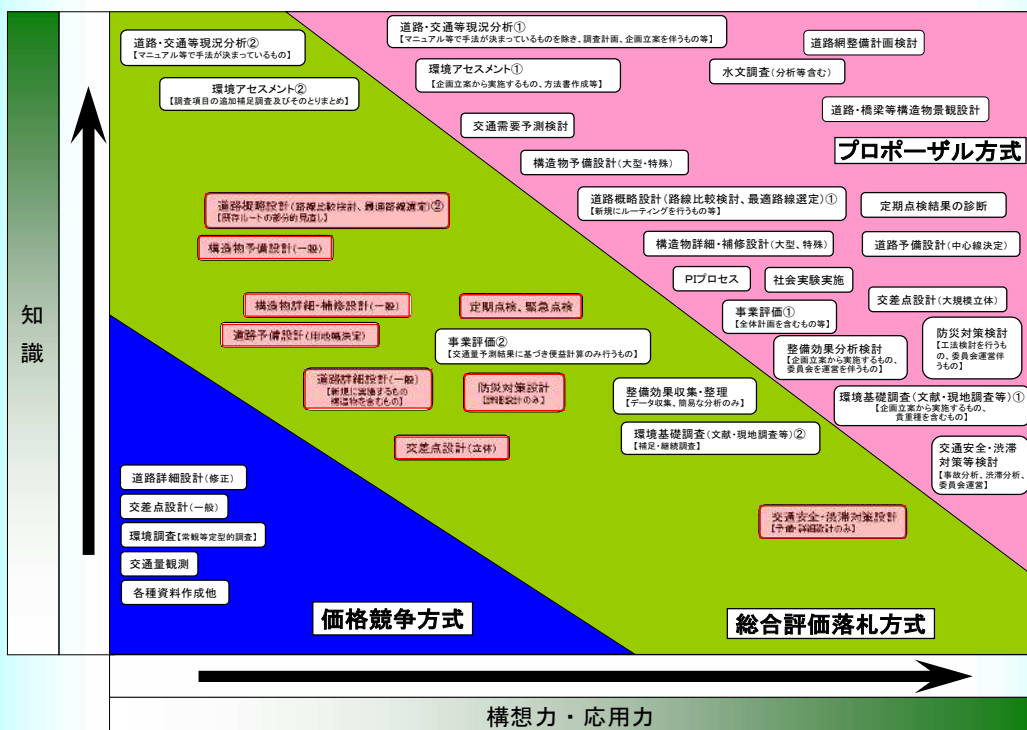 道路・交通等現況分析②
【マニュアル等で手法が決まっているもの】
環境アセスメント②
【調査項目の追加補足調査及びそのとりまとめ】
道路・交通等現況分析①
【マニュアル等で手法が決まっているものを除き、調査計画、企画立案を伴うもの等】
環境アセスメント①
【企画立案から実施するもの、方法書作成等】
交通需要予測検討
構造物予備設計(大型・特殊)
道路網整備計画検討
水文調査(分析等含む)
道路・橋梁等構造物景観設計
プロポーザル方式
道路概略設計(路線比較検討、最適路線選定)①
【新規にルーティングを行うもの等】
定期点検結果の診断
構造物詳細・補修設計(大型、特殊)
道路予備設計(中心線決定)
PIプロセス
社会実験実施
交差点設計(大規模立体)
事業評価①
【全体計画を含むもの等】
防災対策検討
【工法検討を行うも
の、委員会運営伴
うもの】
整備効果分析検討
【企画立案から実施するもの、
委員会を運営を伴うもの】
環境基礎調査(文献・現地調査等)①
【企画立案から実施するもの、
貴重種を含むもの】
交通安全・渋滞
対策等検討
【事故分析、渋滞分析、
委員会運営】
道路概略設計(路線比較検討、最適路線選定)②
【既存ルートの部分的見直し】
構造物予備設計(一般)
構造物詳細・補修設計(一般)
定期点検、緊急点検
道路予備設計(用地幅決定)
事業評価②
【交通量予測結果に基づき便益計算のみ行うもの】
道路詳細設計(一般)
【新規に実施するもの
構造物を含むもの】
防災対策設計
【詳細設計のみ】
整備効果収集・整理
【データ収集、簡易な分析のみ】
環境基礎調査(文献・現地調査等)②
【補足・継続調査】
交差点設計(立体)
交通安全・渋滞対策設計
【予備・詳細設計のみ】
道路詳細設計(修正)
交差点設計(一般)
環境調査【常観等定型的調査】
交通量観測
各種資料作成他
価格競争方式
総合評価落札方式
知
識
構想力・応用力